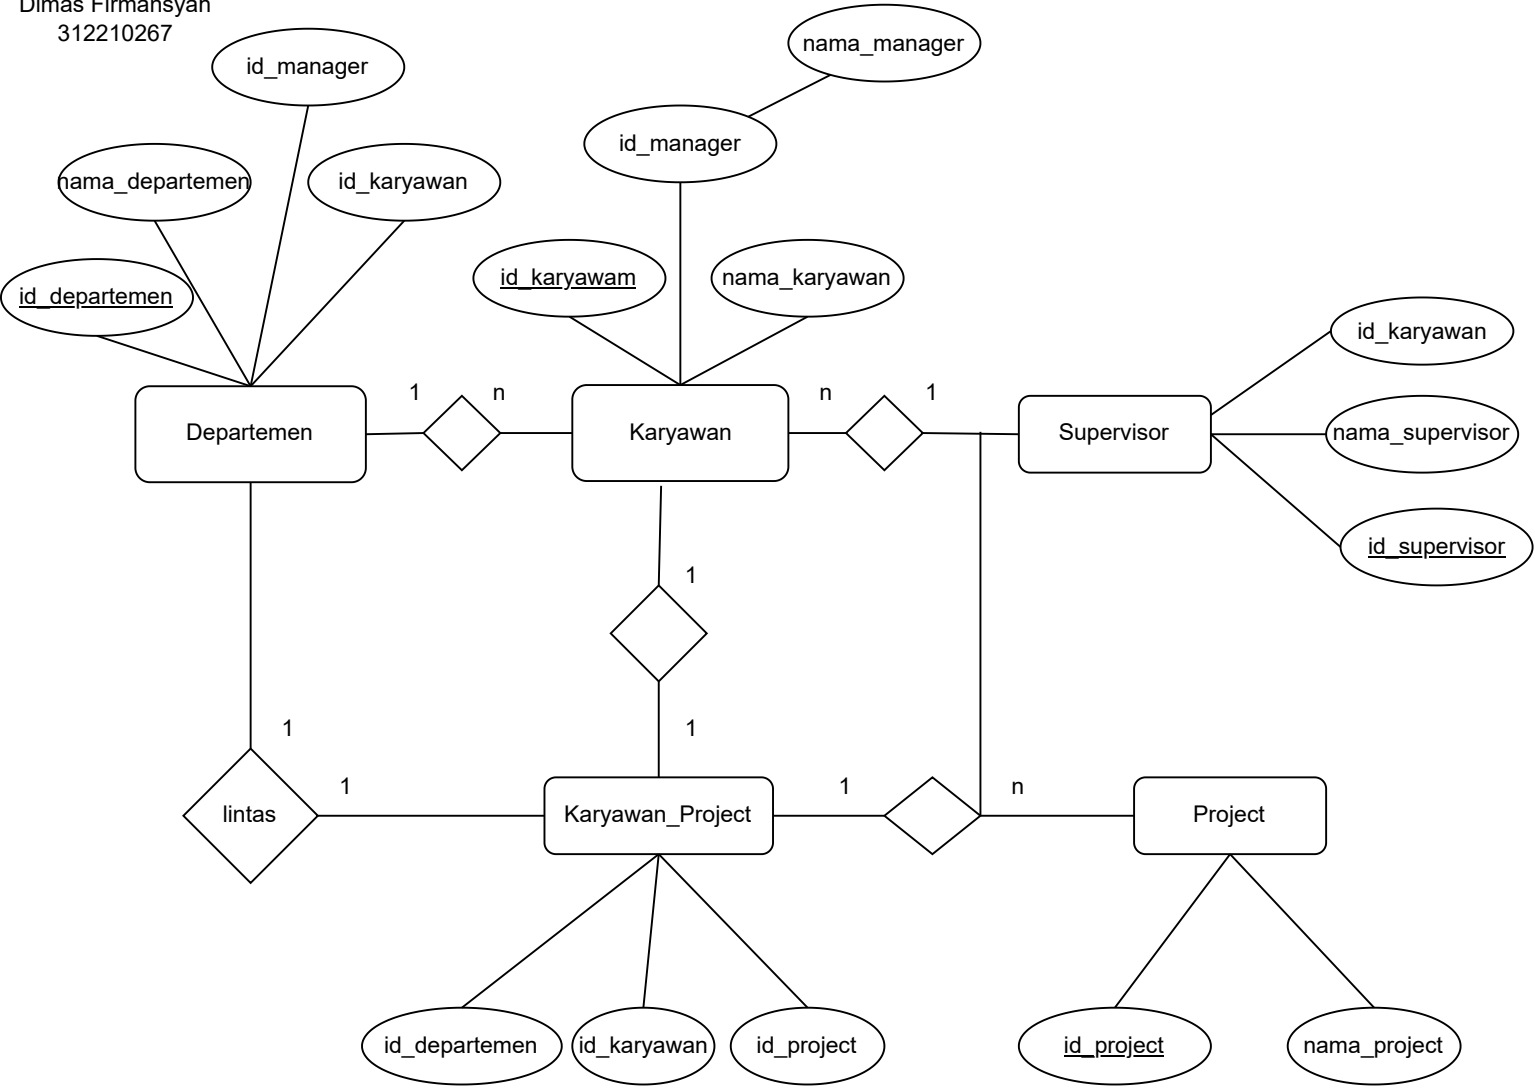 Dimas Firmansyah
312210267
nama_manager
id_manager
id_manager
nama_departemen
id_karyawan
id_karyawam
nama_karyawan
id_departemen
id_karyawan
1
n
n
1
Departemen
Karyawan
Supervisor
nama_supervisor
id_supervisor
1
1
1
1
1
n
lintas
Karyawan_Project
Project
id_departemen
id_karyawan
id_project
id_project
nama_project